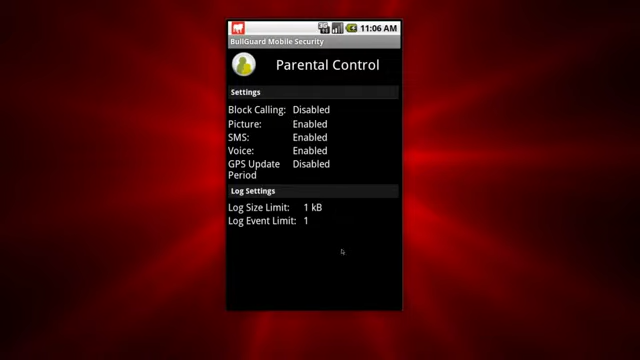 11:06 AM
BullGuard Mobile Security
Parental Control
Settings
Block Calling: Disabled
Picture: Enabled
SMS: Enabled
Voice: Enabled
GPS Update Disabled
Period
Log Settings
Log Size Limit: 1 kB
Log Event Limit: 1